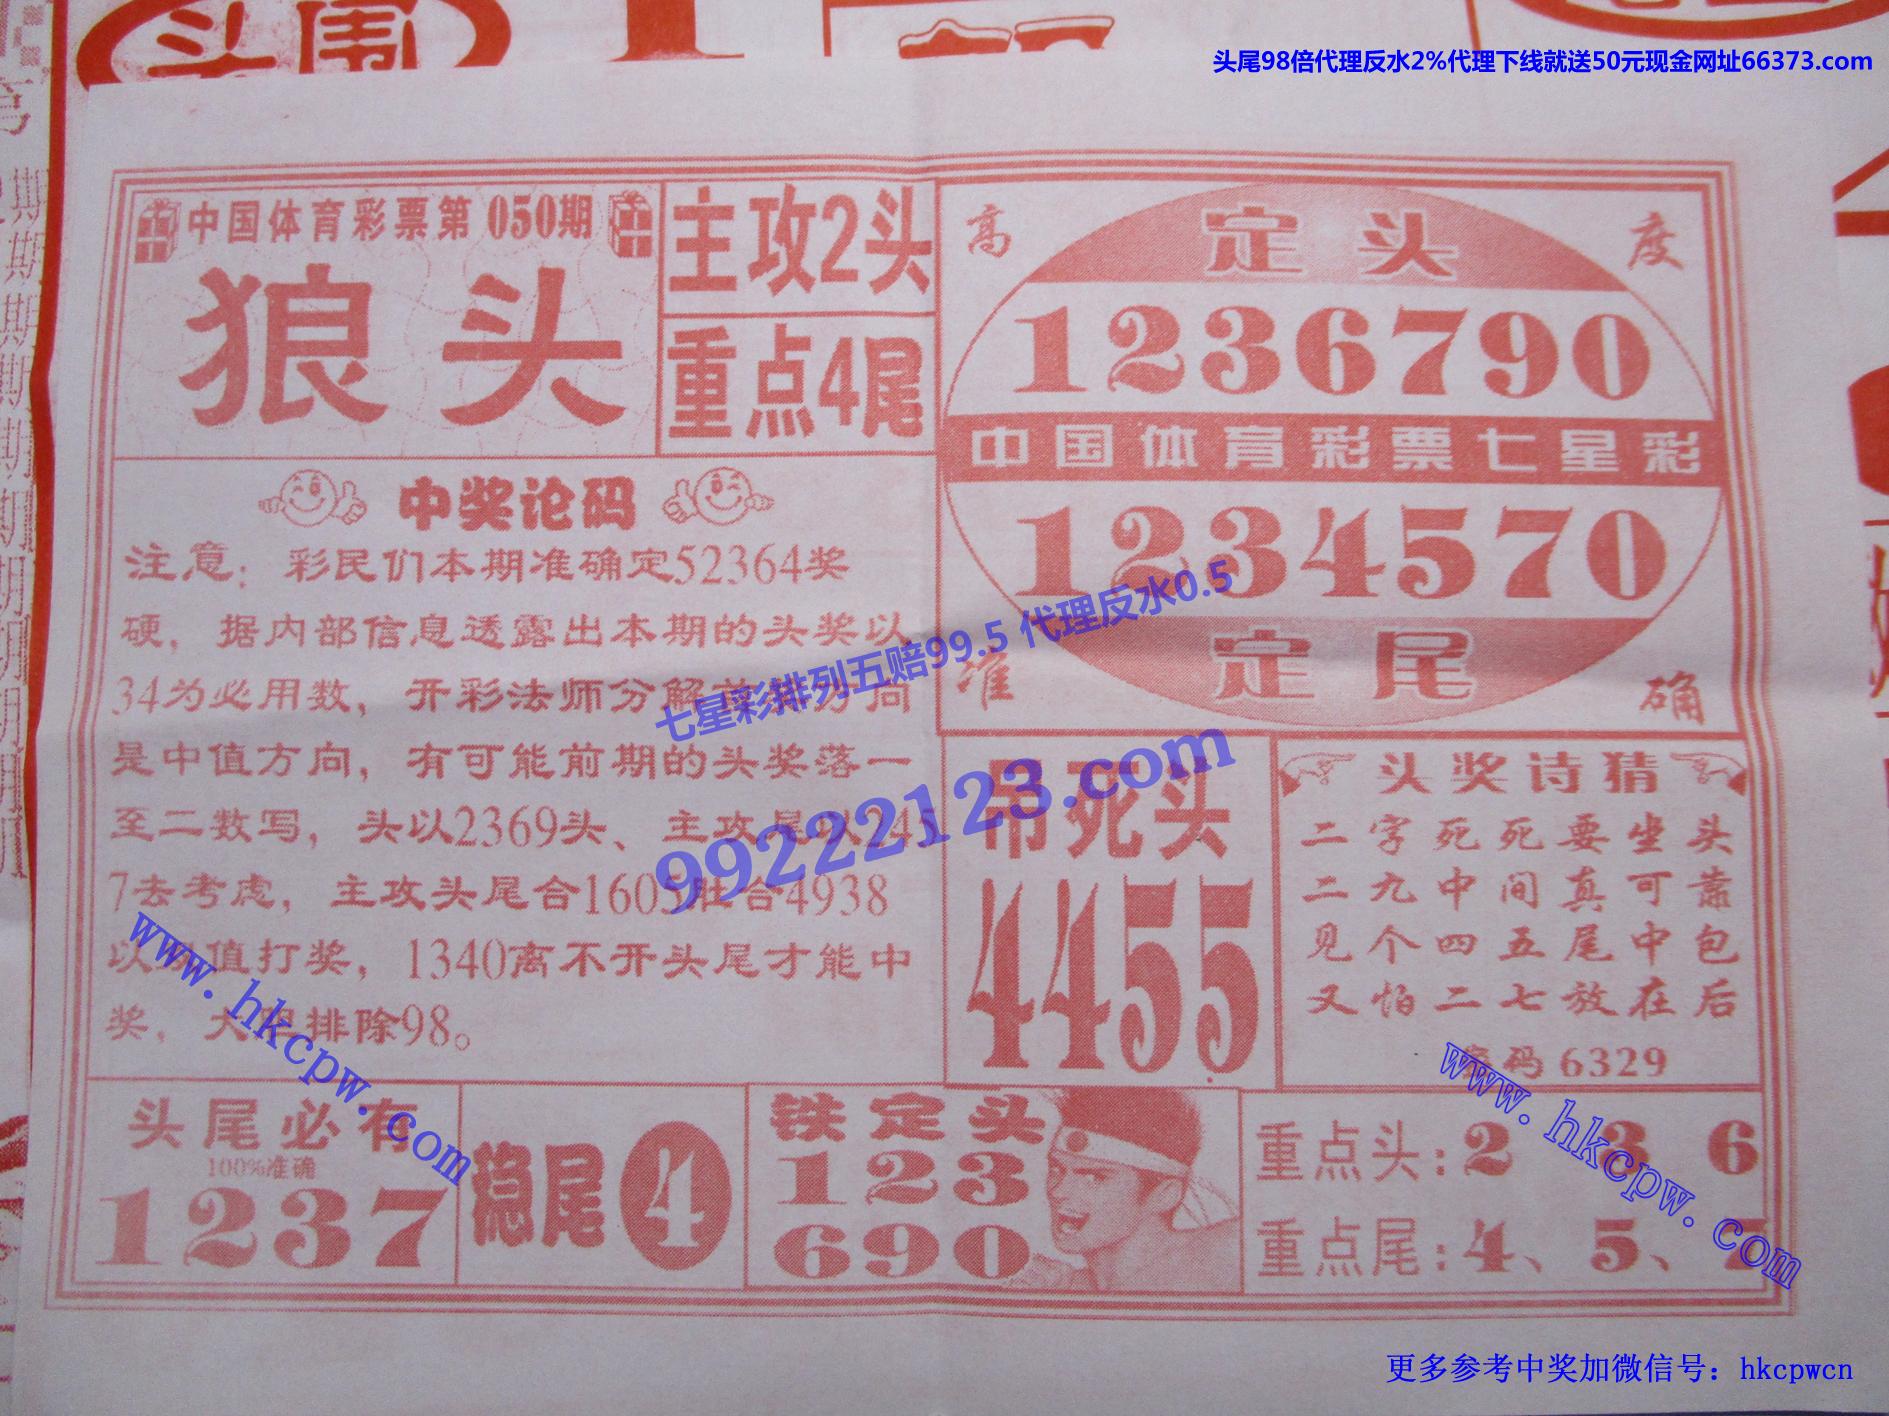 头围
头尾98倍代理反水2%代理下线就送50元现金网址66373.com
中国体育彩票第 050期
狼头
主攻2头
重点4尾
高度
定头
1236790
中国体育彩票七星彩
1234570
定尾
准确
中奖论码
注意：彩民们本期准确定52364奖
硬，据内部信息透露出本期的头奖以
34为必用数，开彩法师分解
是中值方向，有可能前期的头奖落一
至二数写，头以2369头、主攻尾以245
7去考虑，主攻头尾合1605 合4938
以 值打奖，1340离不开头尾才能中
奖，大 排除98。
七星彩排列五赔99.5 代理反水0.5
99222123.com
吊死头
4455
头奖诗猜
二字死死要坐头
二九中间真可靠
见个四五尾中包
又怕二七放在后
码 6329
www.hkcpw.com
www.hkcpw.com
头尾必有
100%准确
1237
稳尾 4
铁定头
123
690
重点头：2 3 6
重点尾：4、5、7
更多参考中奖加微信号：hkcpwcn